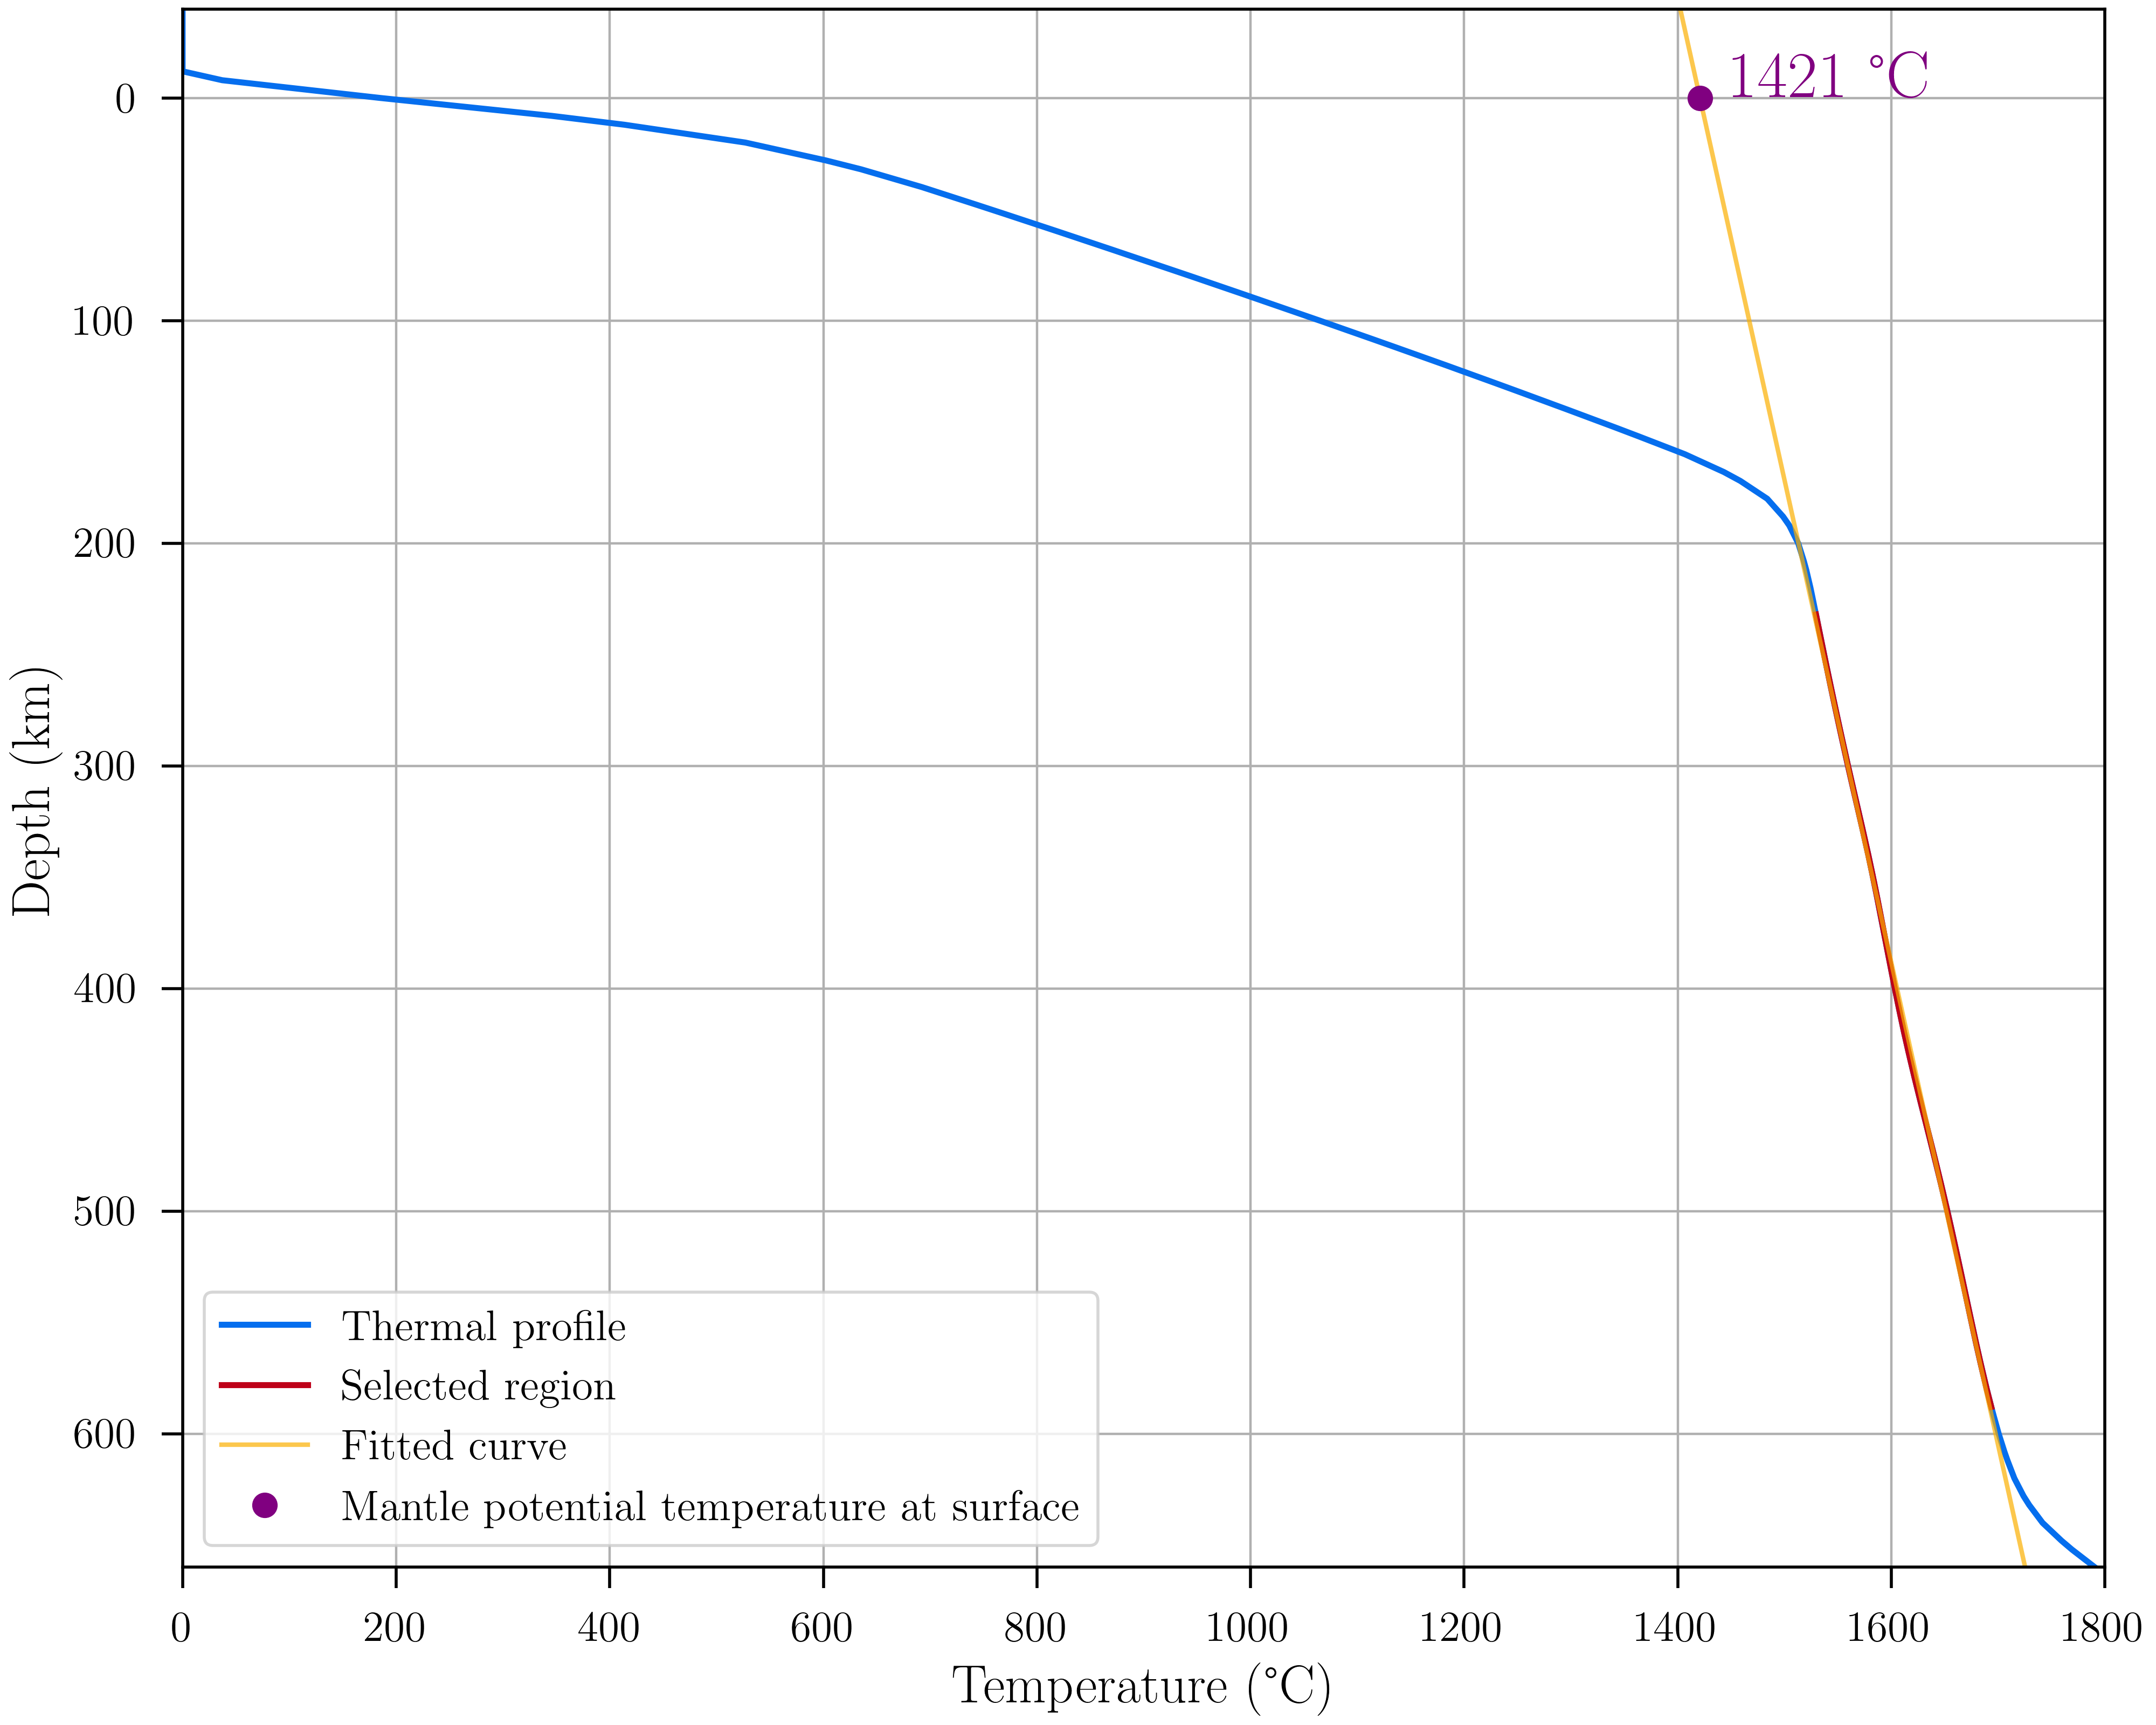 1421 °C
0
100
200
300
400
500
600
Depth (km)
Thermal profile
Selected region
Fitted curve
Mantle potential temperature at surface
0 200 400 600 800 1000 1200 1400 1600 1800
Temperature (°C)